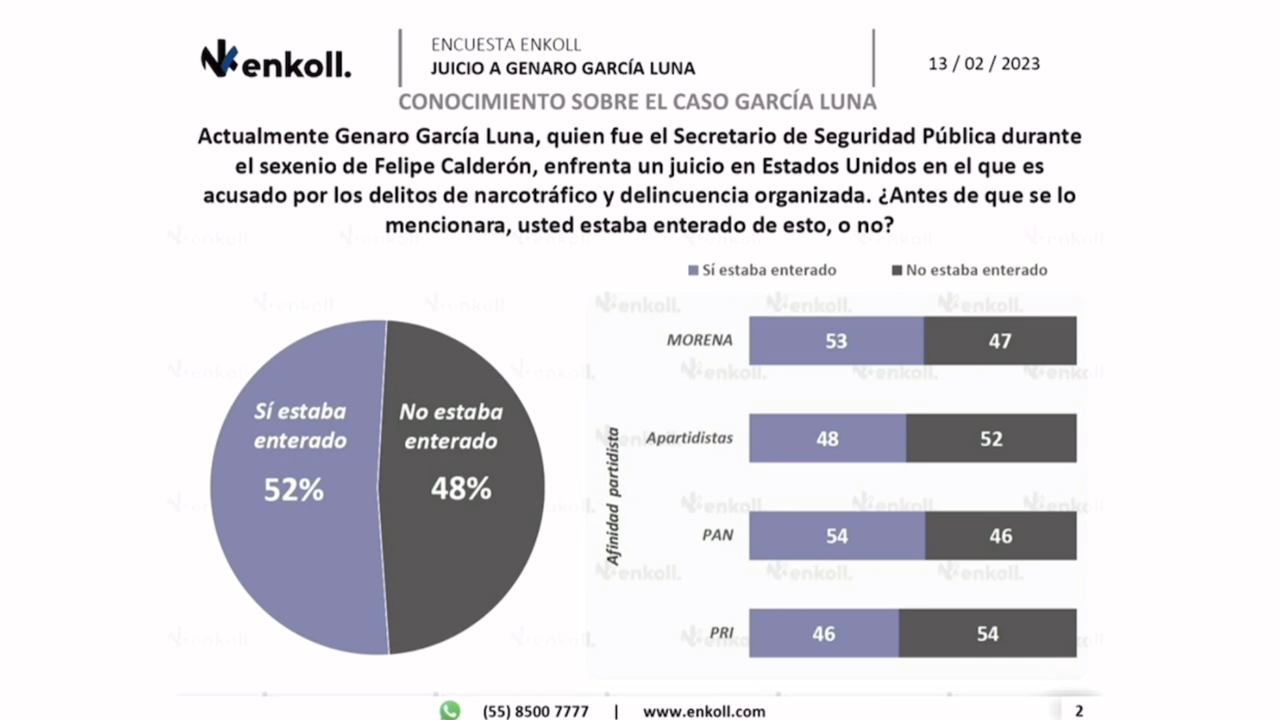 enkoll.
ENCUESTA ENKOLL
JUICIO A GENARO GARCÍA LUNA
13 / 02 / 2023
CONOCIMIENTO SOBRE EL CASO GARCÍA LUNA
Actualmente Genaro García Luna, quien fue el Secretario de Seguridad Pública durante
el sexenio de Felipe Calderón, enfrenta un juicio en Estados Unidos en el que es
acusado por los delitos de narcotráfico y delincuencia organizada. ¿Antes de que se lo
mencionara, usted estaba enterado de esto, o no?
Sí estaba enterado
No estaba enterado
Sí estaba
enterado
52%
No estaba
enterado
48%
Afinidad partidista
MORENA 53 47
Apartidistas 48 52
PAN 54 46
PRI 46 54
(55) 8500 7777 | www.enkoll.com
2